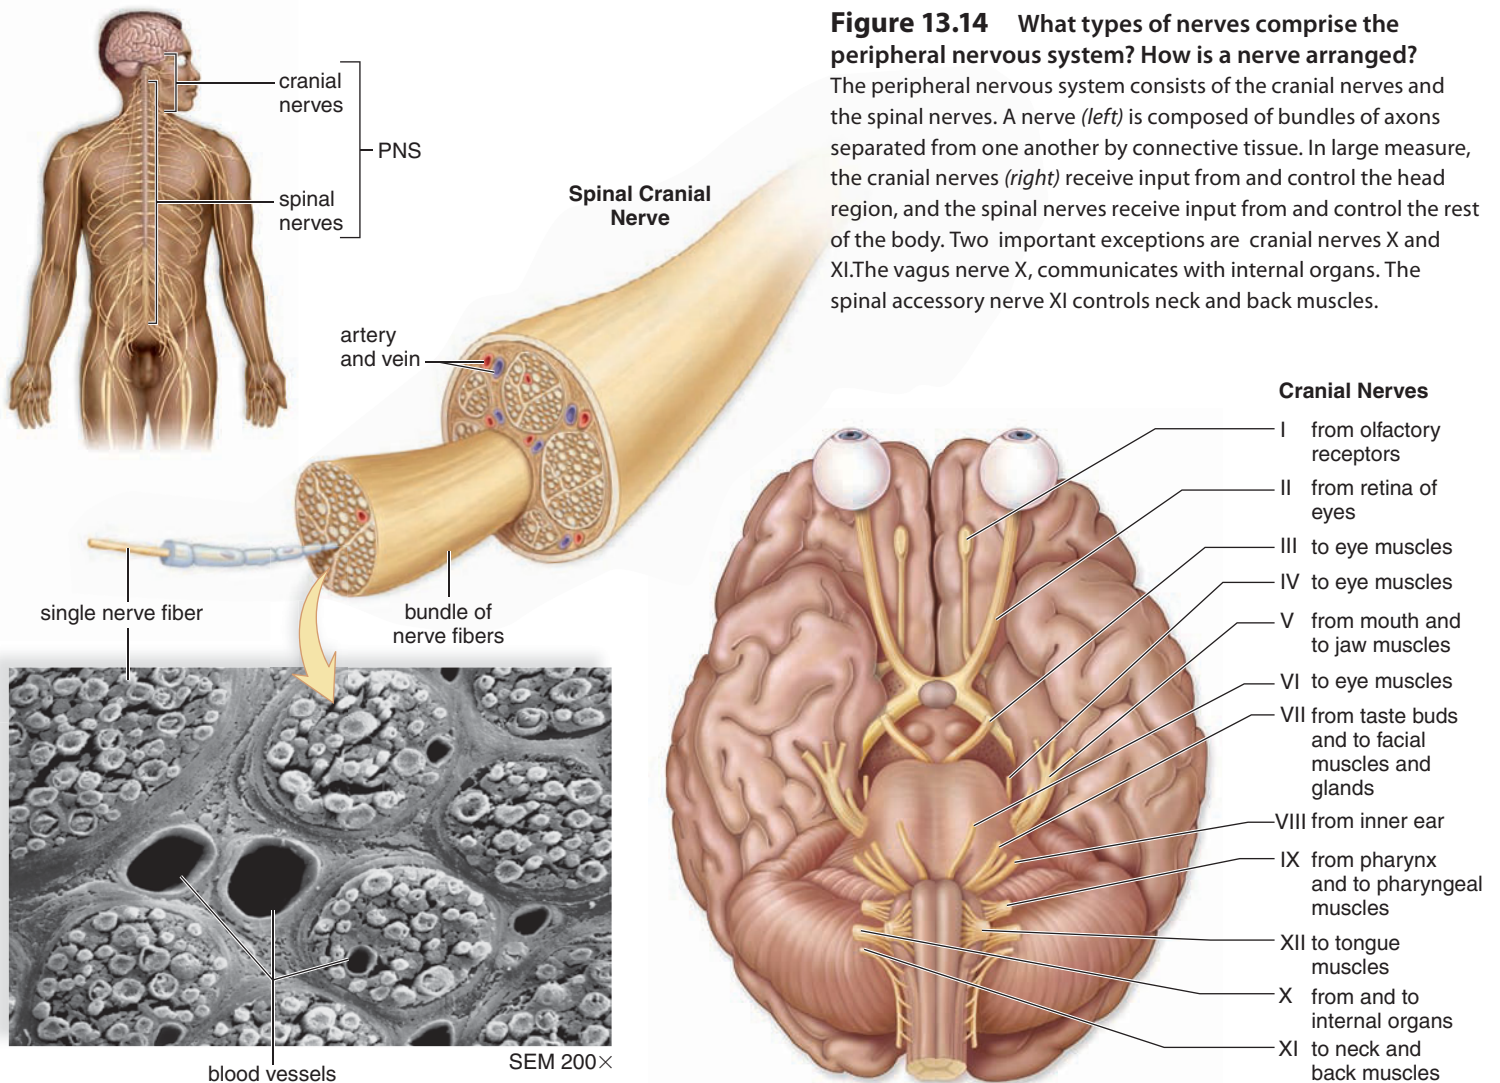 Figure 13.14 What types of nerves comprise the
peripheral nervous system? How is a nerve arranged?
The peripheral nervous system consists of the cranial nerves and
the spinal nerves. A nerve (left) is composed of bundles of axons
separated from one another by connective tissue. In large measure,
the cranial nerves (right) receive input from and control the head
region, and the spinal nerves receive input from and control the rest
of the body. Two important exceptions are cranial nerves X and
XI.The vagus nerve X, communicates with internal organs. The
spinal accessory nerve XI controls neck and back muscles.
cranial
nerves
PNS
spinal
nerves
Spinal Cranial
Nerve
artery
and vein
single nerve fiber
bundle of
nerve fibers
blood vessels
SEM 200×
Cranial Nerves
I from olfactory
receptors
II from retina of
eyes
III to eye muscles
IV to eye muscles
V from mouth and
to jaw muscles
VI to eye muscles
VII from taste buds
and to facial
muscles and
glands
VIII from inner ear
IX from pharynx
and to pharyngeal
muscles
XII to tongue
muscles
X from and to
internal organs
XI to neck and
back muscles